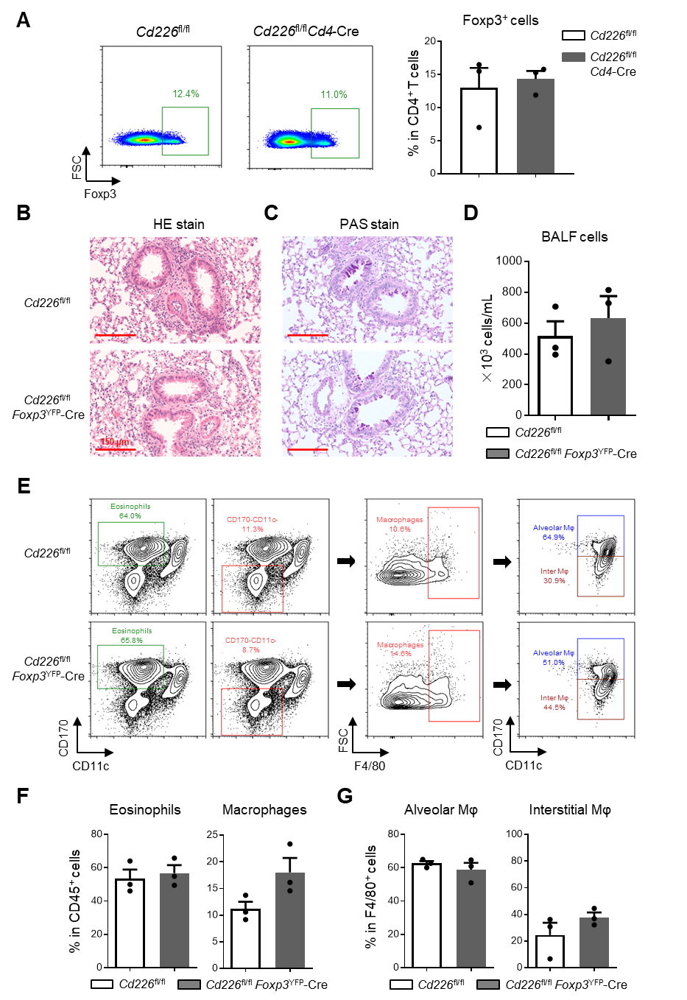 A
Cd226fl/fl
Cd226fl/fl Cd4-Cre
12.4%
11.0%
FSC
Foxp3
Foxp3+ cells
% in CD4+ T cells
20
15
10
5
0
Cd226fl/fl
Cd226fl/fl
Cd4-Cre
B
HE stain
C
PAS stain
D
Cd226fl/fl
Cd226fl/fl
Foxp3YFP-Cre
150 μm
BALF cells
×10³ cells/mL
1000
800
600
400
200
0
Cd226fl/fl
Cd226fl/fl Foxp3YFP-Cre
E
Cd226fl/fl
Eosinophils
64.0%
CD170-CD11c-
11.3%
Macrophages
10.6%
Alveolar Mφ
64.9%
Inter Mφ
30.9%
Cd226fl/fl
Foxp3YFP-Cre
Eosinophils
65.8%
CD170-CD11c-
8.7%
Macrophages
14.6%
Alveolar Mφ
51.0%
Inter Mφ
44.5%
CD170
CD11c
FSC
F4/80
CD170
CD11c
F
Eosinophils
% in CD45+ cells
80
60
40
20
0
Macrophages
25
20
15
10
5
0
Cd226fl/fl
Cd226fl/fl Foxp3YFP-Cre
G
Alveolar Mφ
% in F4/80+ cells
80
60
40
20
0
Interstitial Mφ
100
80
60
40
20
0
Cd226fl/fl
Cd226fl/fl Foxp3YFP-Cre